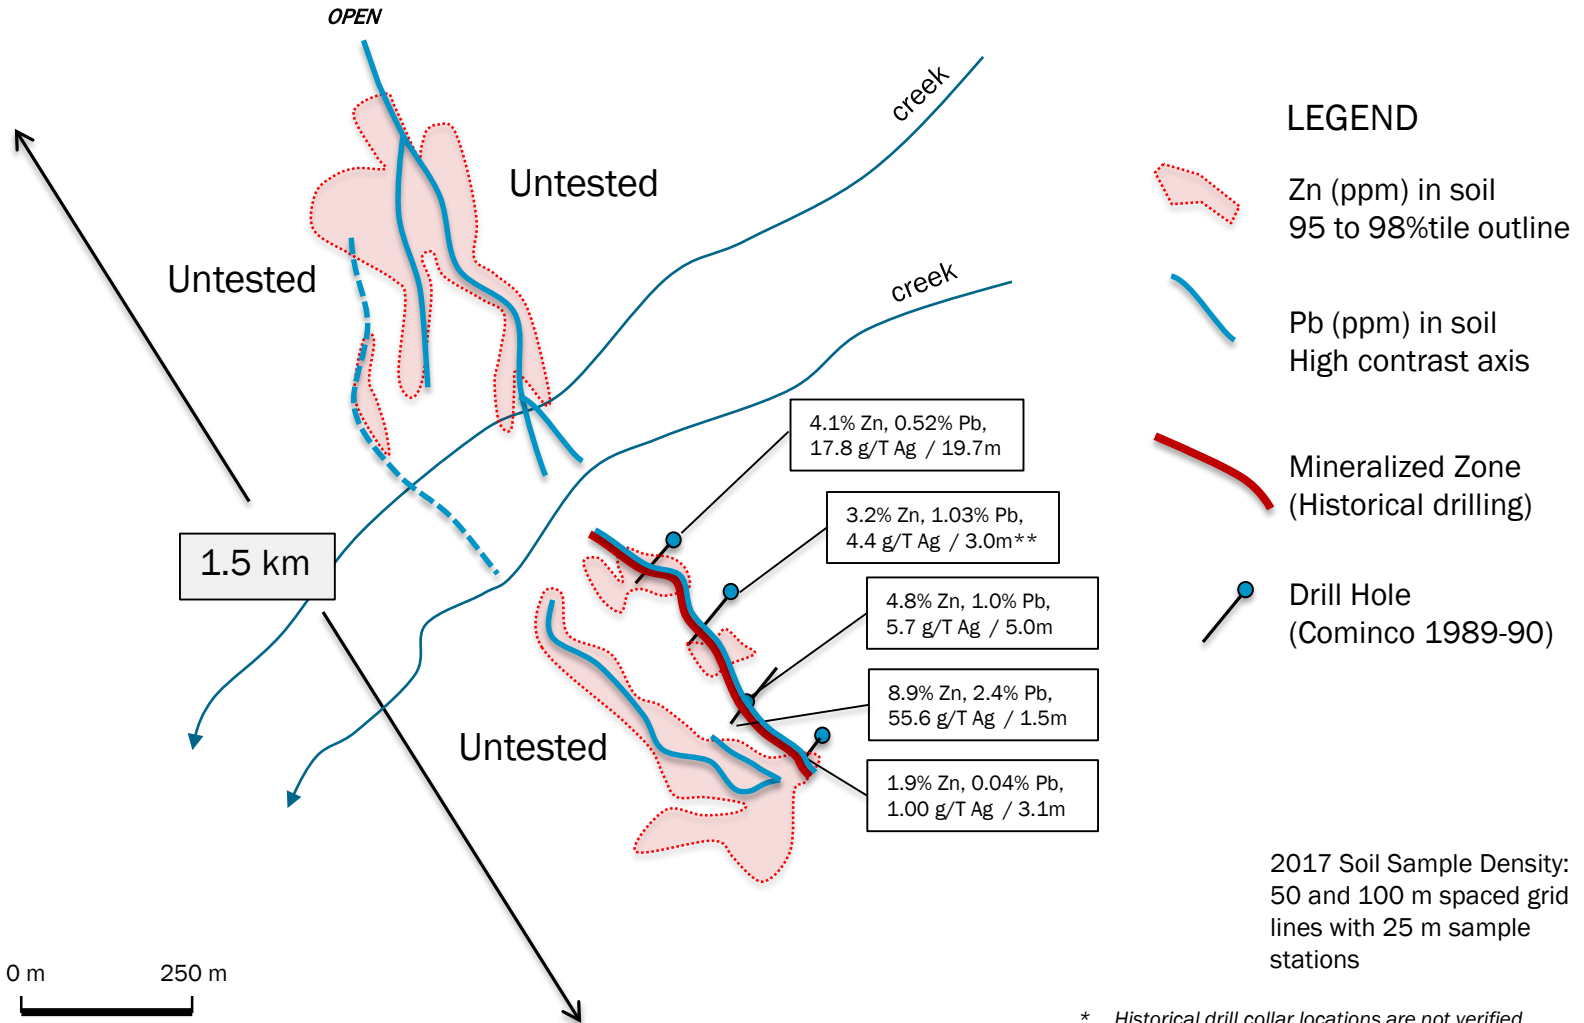 OPEN
creek
Untested
Untested
creek
LEGEND
Zn (ppm) in soil
95 to 98%tile outline
Pb (ppm) in soil
High contrast axis
Mineralized Zone
(Historical drilling)
Drill Hole
(Cominco 1989-90)
4.1% Zn, 0.52% Pb,
17.8 g/T Ag / 19.7m
3.2% Zn, 1.03% Pb,
4.4 g/T Ag / 3.0m**
1.5 km
4.8% Zn, 1.0% Pb,
5.7 g/T Ag / 5.0m
8.9% Zn, 2.4% Pb,
55.6 g/T Ag / 1.5m
Untested
1.9% Zn, 0.04% Pb,
1.00 g/T Ag / 3.1m
2017 Soil Sample Density:
50 and 100 m spaced grid
lines with 25 m sample
stations
0 m 250 m
* Historical drill collar locations are not verified